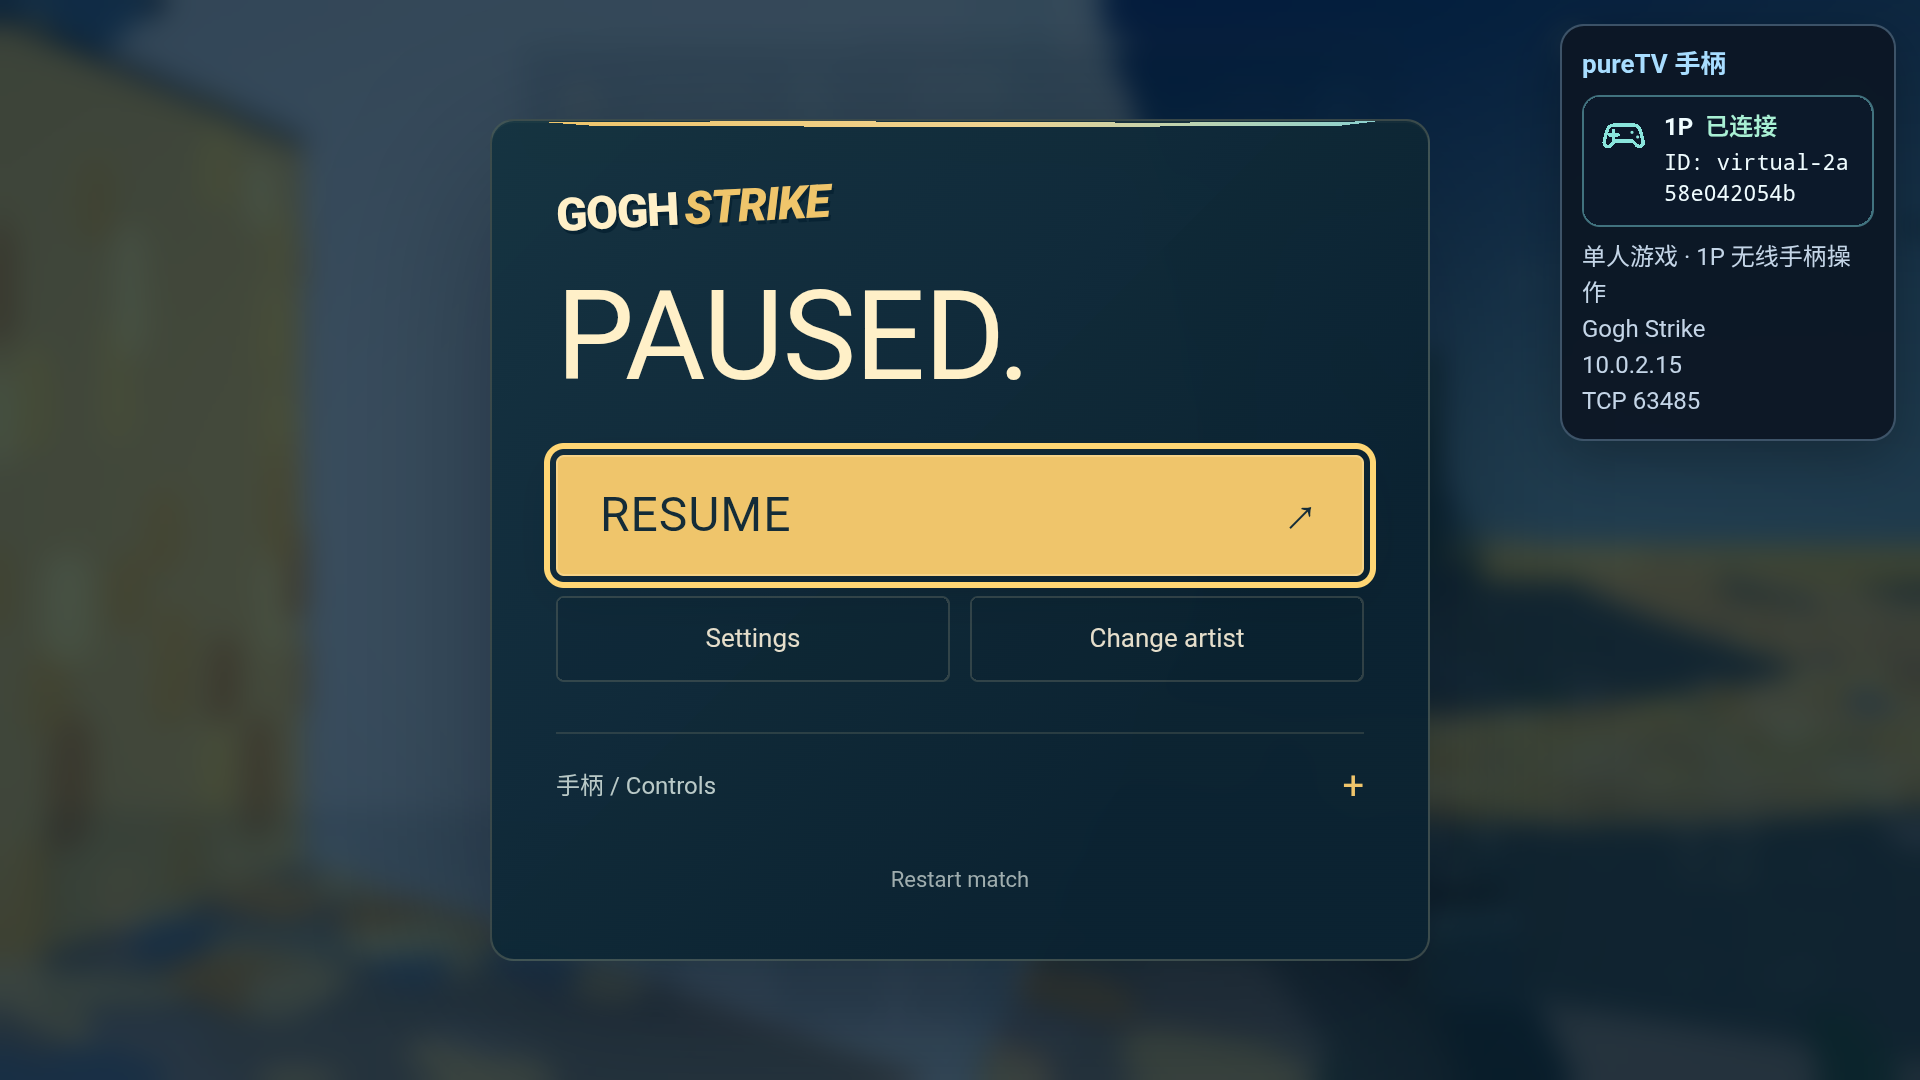 GOGH STRIKE
PAUSED.
RESUME ↗
Settings
Change artist
手柄 / Controls +
Restart match
pureTV 手柄
1P 已连接
ID: virtual-2a
58e042054b
单人游戏 · 1P 无线手柄操
作
Gogh Strike
10.0.2.15
TCP 63485